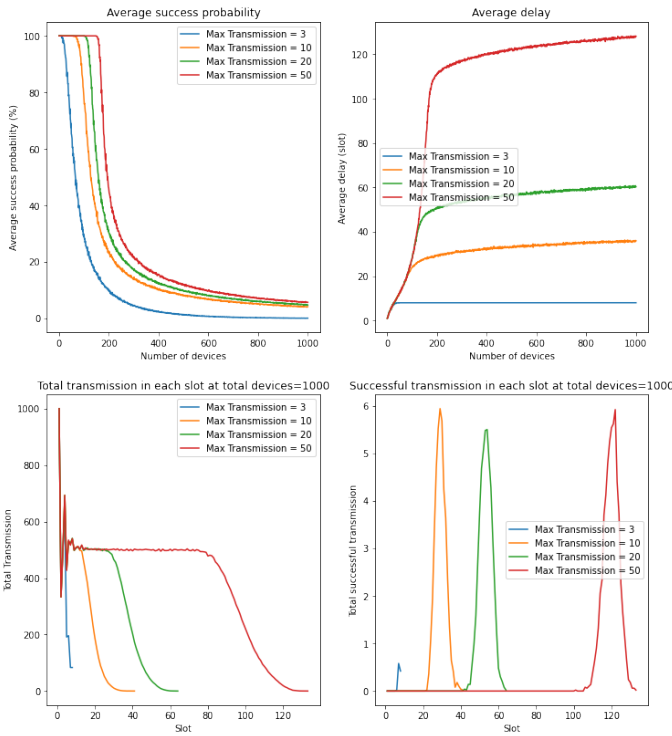 Average success probability
100
80
60
40
20
0
Average success probability (%)
Max Transmission = 3
Max Transmission = 10
Max Transmission = 20
Max Transmission = 50
0 200 400 600 800 1000
Number of devices
Average delay
120
100
80
60
40
20
0
Average delay (slot)
Max Transmission = 3
Max Transmission = 10
Max Transmission = 20
Max Transmission = 50
0 200 400 600 800 1000
Number of devices
Total transmission in each slot at total devices=1000
1000
800
600
400
200
0
Total Transmission
Max Transmission = 3
Max Transmission = 10
Max Transmission = 20
Max Transmission = 50
0 20 40 60 80 100 120
Slot
Successful transmission in each slot at total devices=1000
6
5
4
3
2
1
0
Total successful transmission
Max Transmission = 3
Max Transmission = 10
Max Transmission = 20
Max Transmission = 50
0 20 40 60 80 100 120
Slot